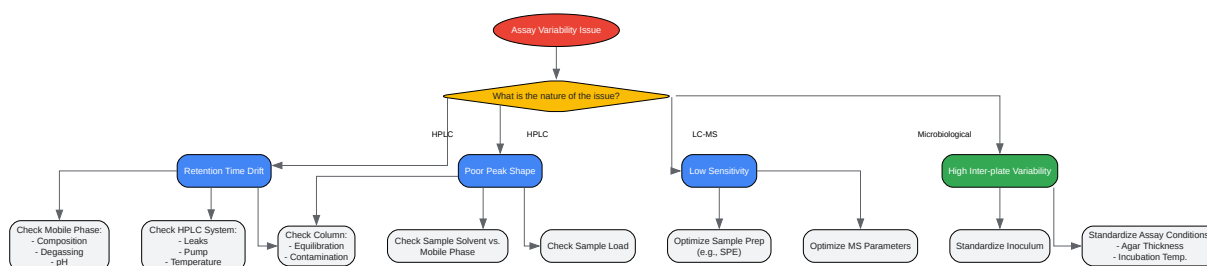 Assay Variability Issue
What is the nature of the issue?
HPLC
HPLC
LC-MS
Microbiological
Retention Time Drift
Poor Peak Shape
Low Sensitivity
High Inter-plate Variability
Check Mobile Phase:
- Composition
- Degassing
- pH
Check HPLC System:
- Leaks
- Pump
- Temperature
Check Column:
- Equilibration
- Contamination
Check Sample Solvent vs.
Mobile Phase
Check Sample Load
Optimize Sample Prep
(e.g., SPE)
Optimize MS Parameters
Standardize Inoculum
Standardize Assay Conditions
- Agar Thickness
- Incubation Temp.